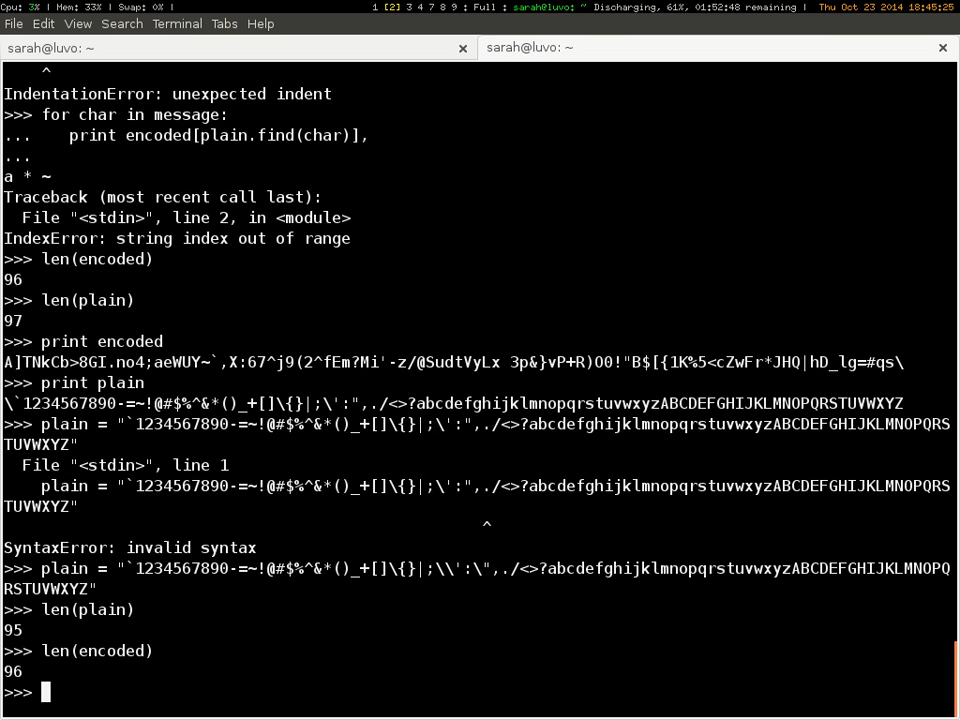 Cpu: 3% | Mem: 33% | Swap: 0% | 1 [2] 3 4 7 8 9 : Full : sarah@luvo: ~ Discharging, 61%, 01:52:48 remaining | Thu Oct 23 2014 18:45:25
File Edit View Search Terminal Tabs Help
sarah@luvo: ~ × sarah@luvo: ~ ×
    ^
IndentationError: unexpected indent
>>> for char in message:
...    print encoded[plain.find(char)],
...
a * ~
Traceback (most recent call last):
  File "<stdin>", line 2, in <module>
IndexError: string index out of range
>>> len(encoded)
96
>>> len(plain)
97
>>> print encoded
A]TNkCb>8GI.no4;aeWUY~`,X:67^j9(2^fEm?Mi'-z/@SudtVyLx 3p&}vP+R)O0!"B$[{1K%5<cZwFr*JHQ|hD_lg=#qs\
>>> print plain
\`1234567890-=~!@#$%^&*()_+[]\{}|;\':",./<>?abcdefghijklmnopqrstuvwxyzABCDEFGHIJKLMNOPQRSTUVWXYZ
>>> plain = "`1234567890-=~!@#$%^&*()_+[]\{}|;\':",./<>?abcdefghijklmnopqrstuvwxyzABCDEFGHIJKLMNOPQRS
TUVWXYZ"
  File "<stdin>", line 1
    plain = "`1234567890-=~!@#$%^&*()_+[]\{}|;\':",./<>?abcdefghijklmnopqrstuvwxyzABCDEFGHIJKLMNOPQRS
TUVWXYZ"
                                                    ^
SyntaxError: invalid syntax
>>> plain = "`1234567890-=~!@#$%^&*()_+[]\{}|;\\':\",./<>?abcdefghijklmnopqrstuvwxyzABCDEFGHIJKLMNOPQ
RSTUVWXYZ"
>>> len(plain)
95
>>> len(encoded)
96
>>>